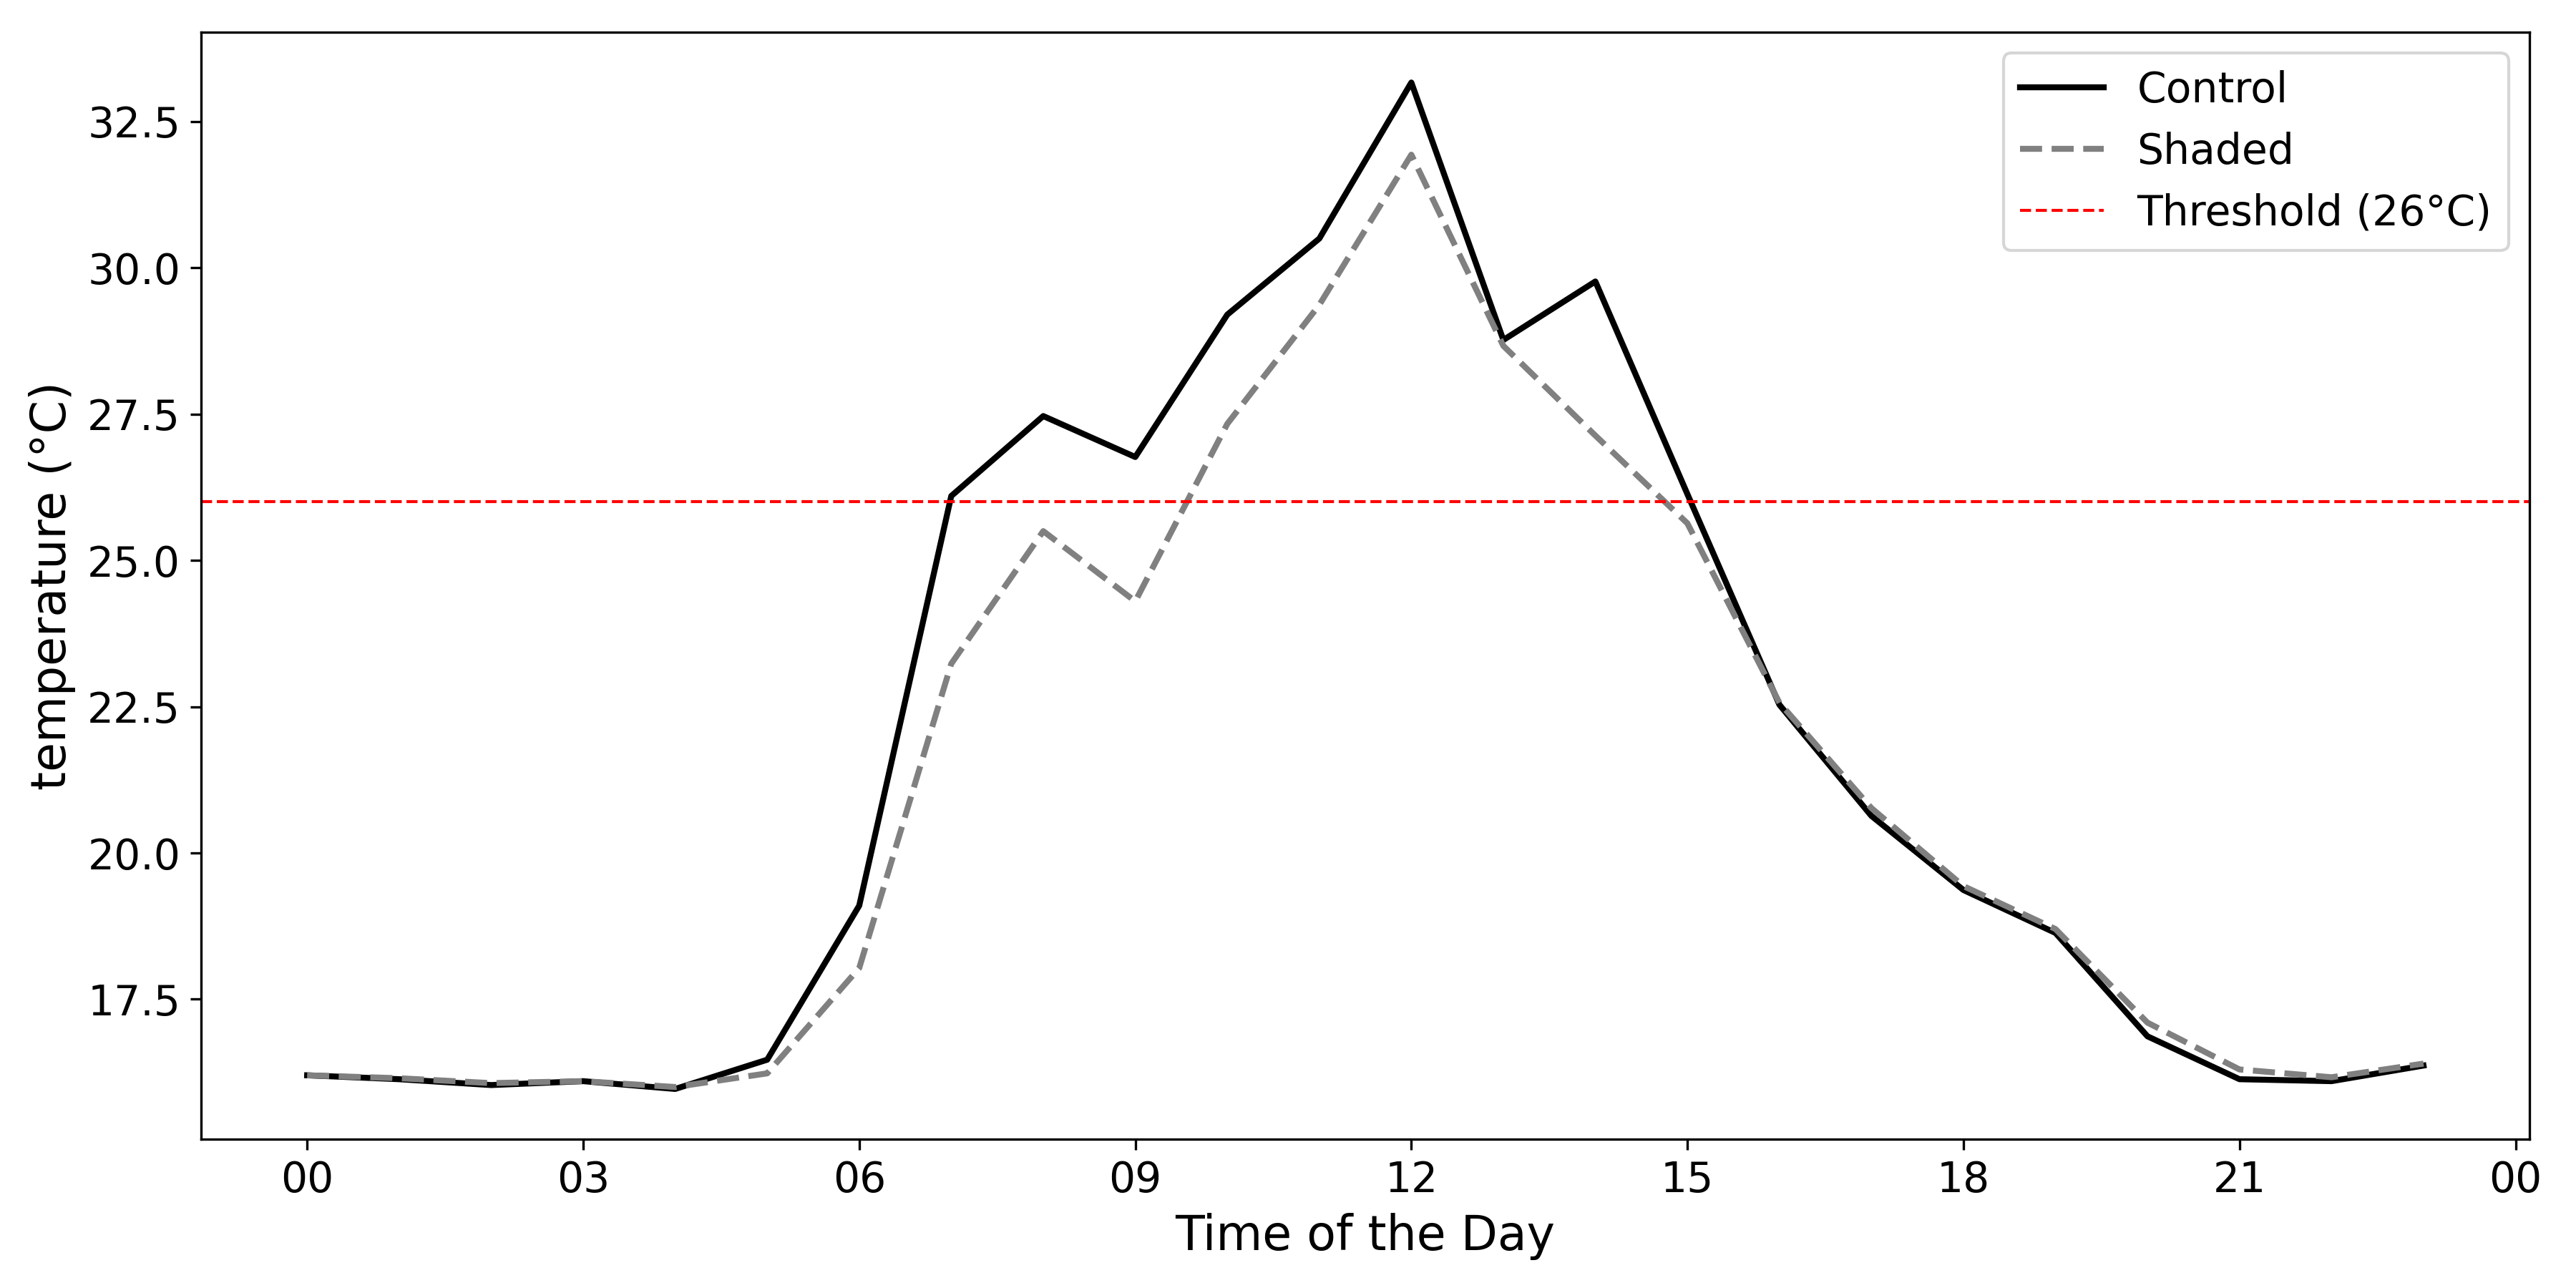 Control
Shaded
Threshold (26°C)
temperature (°C)
32.5
30.0
27.5
25.0
22.5
20.0
17.5
00 03 06 09 12 15 18 21 00
Time of the Day